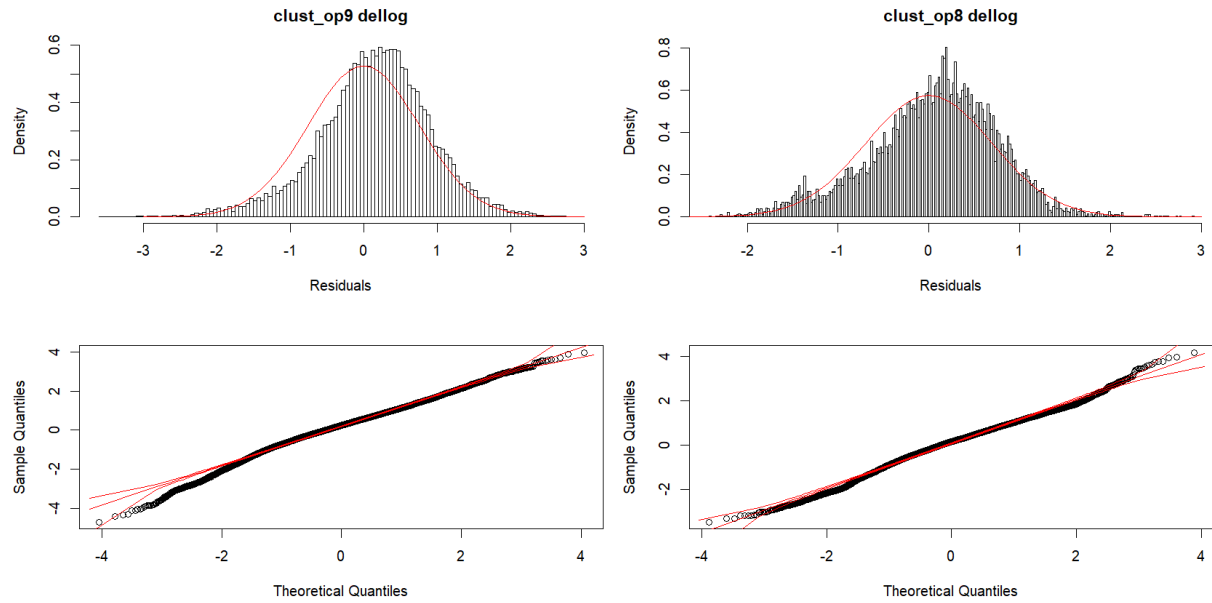 clust_op9 dellog
Density
0.0 0.2 0.4 0.6
-3 -2 -1 0 1 2 3
Residuals
clust_op8 dellog
Density
0.0 0.2 0.4 0.6 0.8
-2 -1 0 1 2 3
Residuals
Sample Quantiles
-4 -2 0 2 4
-4 -2 0 2 4
Theoretical Quantiles
Sample Quantiles
-2 0 2 4
-4 -2 0 2 4
Theoretical Quantiles